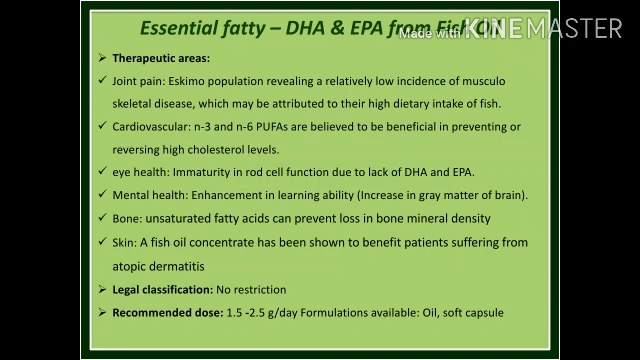 Essential fatty – DHA & EPA from Fish Oil
Made with KINEMASTER
➢ Therapeutic areas:
✓ Joint pain: Eskimo population revealing a relatively low incidence of musculo
skeletal disease, which may be attributed to their high dietary intake of fish.
✓ Cardiovascular: n-3 and n-6 PUFAs are believed to be beneficial in preventing or
reversing high cholesterol levels.
✓ eye health: Immaturity in rod cell function due to lack of DHA and EPA.
✓ Mental health: Enhancement in learning ability (Increase in gray matter of brain).
✓ Bone: unsaturated fatty acids can prevent loss in bone mineral density
✓ Skin: A fish oil concentrate has been shown to benefit patients suffering from
atopic dermatitis
➢ Legal classification: No restriction
➢ Recommended dose: 1.5 -2.5 g/day Formulations available: Oil, soft capsule